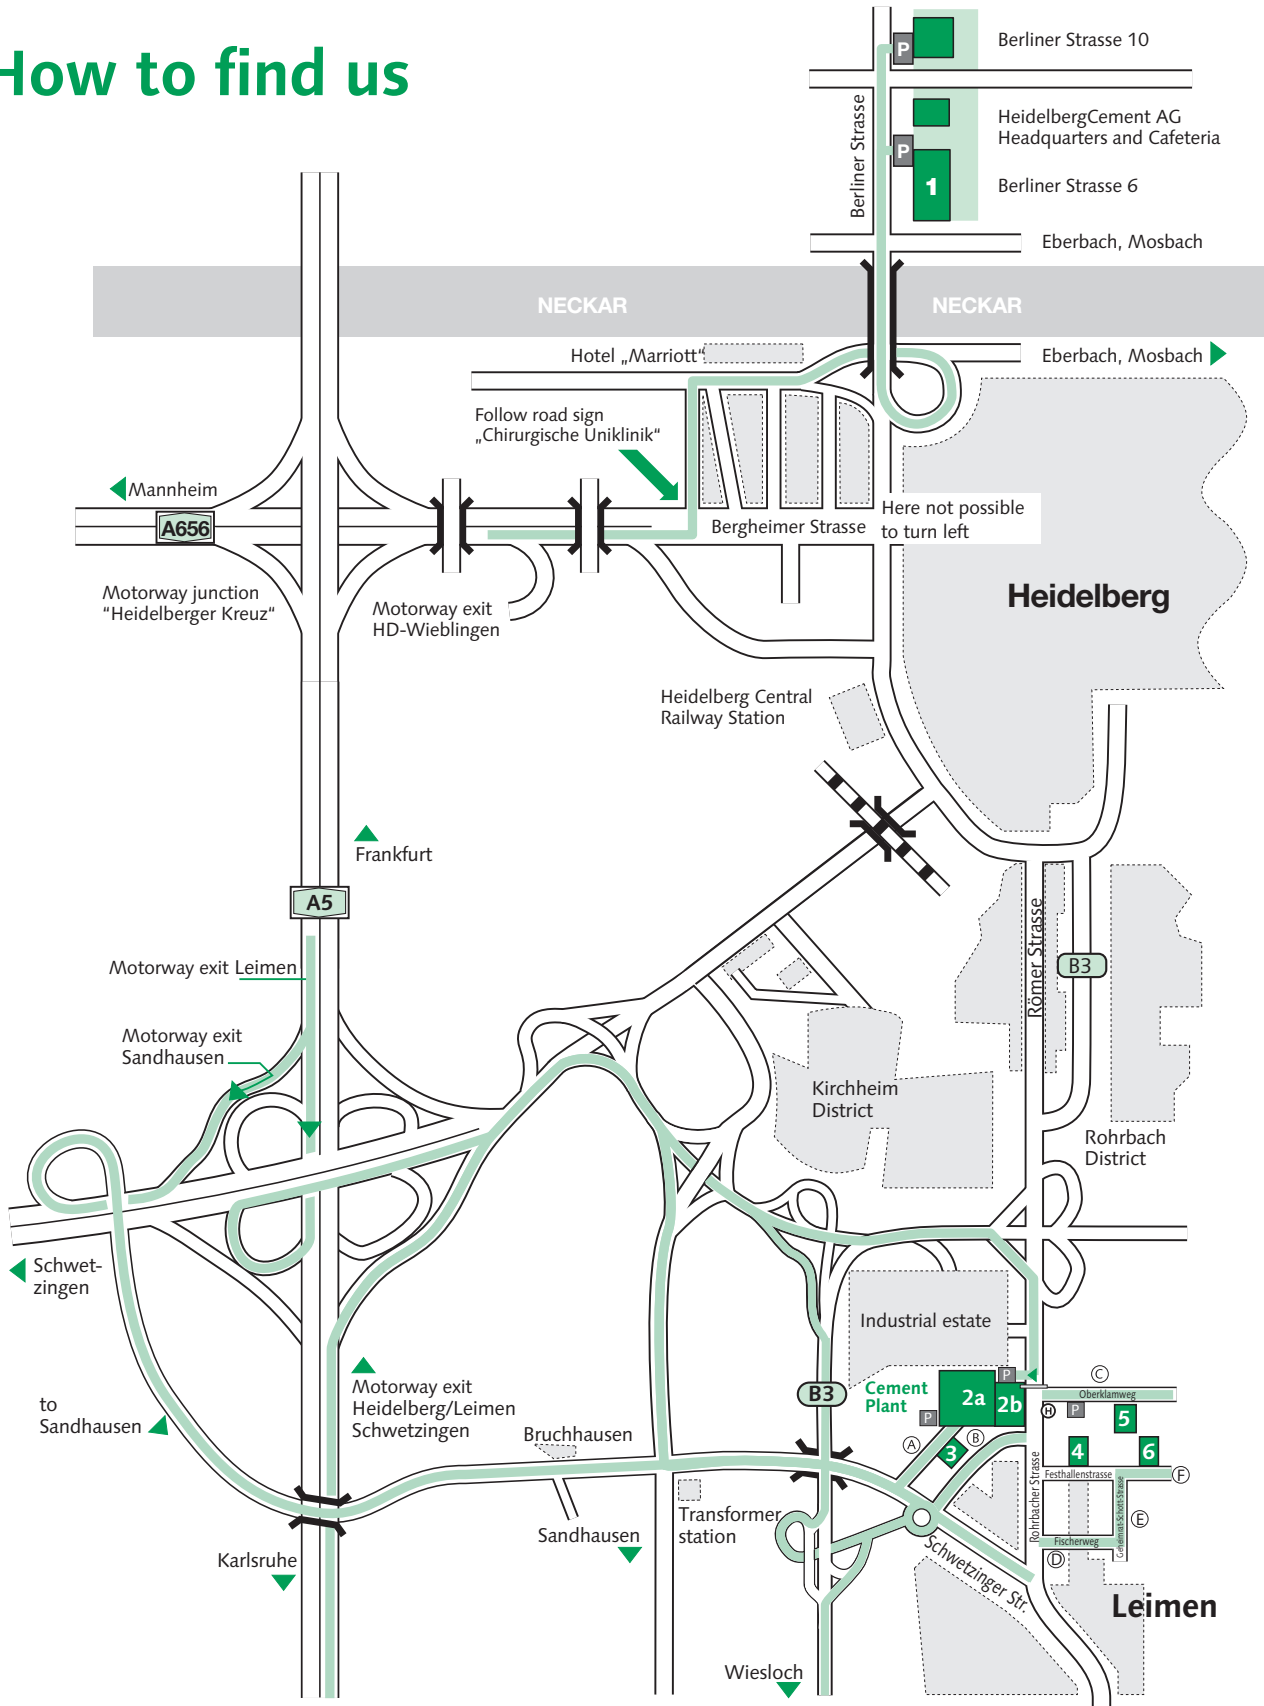 How to find us
P
Berliner Strasse 10
Berliner Strasse
HeidelbergCement AG
Headquarters and Cafeteria
P
1
Berliner Strasse 6
Eberbach, Mosbach
NECKAR
NECKAR
Hotel „Marriott“
Eberbach, Mosbach
Follow road sign
„Chirurgische Uniklinik“
Mannheim
A656
Bergheimer Strasse
Here not possible
to turn left
Motorway junction
“Heidelberger Kreuz“
Motorway exit
HD-Wieblingen
Heidelberg
Heidelberg Central
Railway Station
Frankfurt
A5
Motorway exit Leimen
Römer Strasse
B3
Motorway exit
Sandhausen
Kirchheim
District
Rohrbach
District
Schwet-
zingen
Industrial estate
Motorway exit
Heidelberg/Leimen
Schwetzingen
B3
Cement
Plant
P
2a
2b
P
C
Oberklamweg
H
P
5
to
Sandhausen
Bruchhausen
A
B
3
4
6
Rohrbacher Strasse
Festhallenstrasse
F
Transformer
station
Sandhausen
Geheimrat-Schott-Strasse
E
Fischerweg
D
Schwetzinger Str.
Karlsruhe
Leimen
Wiesloch